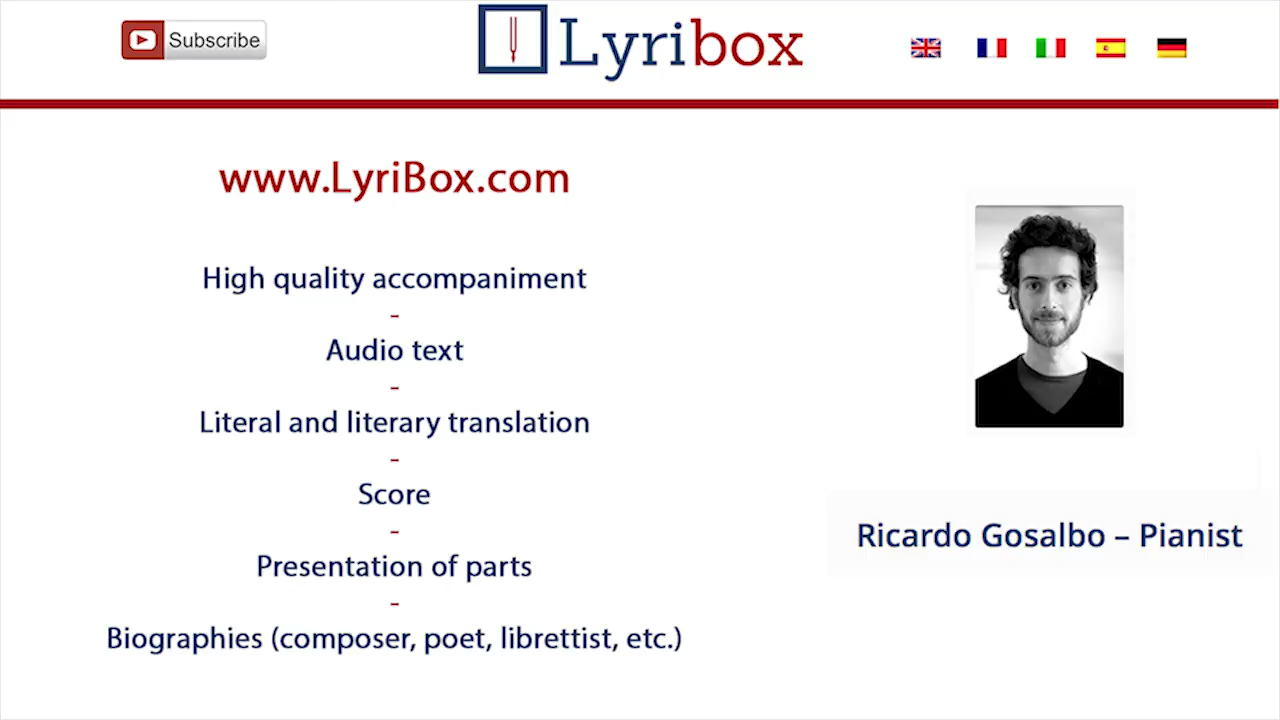 Subscribe
Lyribox
www.LyriBox.com
High quality accompaniment
-
Audio text
-
Literal and literary translation
-
Score
-
Presentation of parts
-
Biographies (composer, poet, librettist, etc.)
Ricardo Gosalbo – Pianist